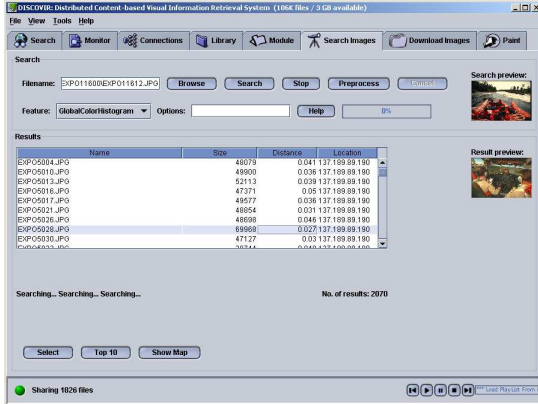 DISCOVIR: Distributed Content-based Visual Information Retrieval System (106K files / 3 GB available)
File View Tools Help
Search Monitor Connections Library Module Search Images Download Images Paint
Search
Filename: EXPO11600\EXPO11612.JPG Browse Search Stop Preprocess Cancel Search preview:
Feature: GlobalColorHistogram Options: Help 0%
Results
Name Size Distance Location Result preview:
EXPO5004.JPG 48079 0.041 137.189.89.190
EXPO5010.JPG 49900 0.036 137.189.89.190
EXPO5013.JPG 52113 0.039 137.189.89.190
EXPO5016.JPG 47371 0.05 137.189.89.190
EXPO5017.JPG 49577 0.036 137.189.89.190
EXPO5021.JPG 48854 0.031 137.189.89.190
EXPO5026.JPG 48698 0.046 137.189.89.190
EXPO5028.JPG 69968 0.027 137.189.89.190
EXPO5030.JPG 47127 0.03 137.189.89.190
Searching... Searching... Searching... No. of results: 2070
Select Top 10 Show Map
Sharing 1826 files *** Load PlayList From